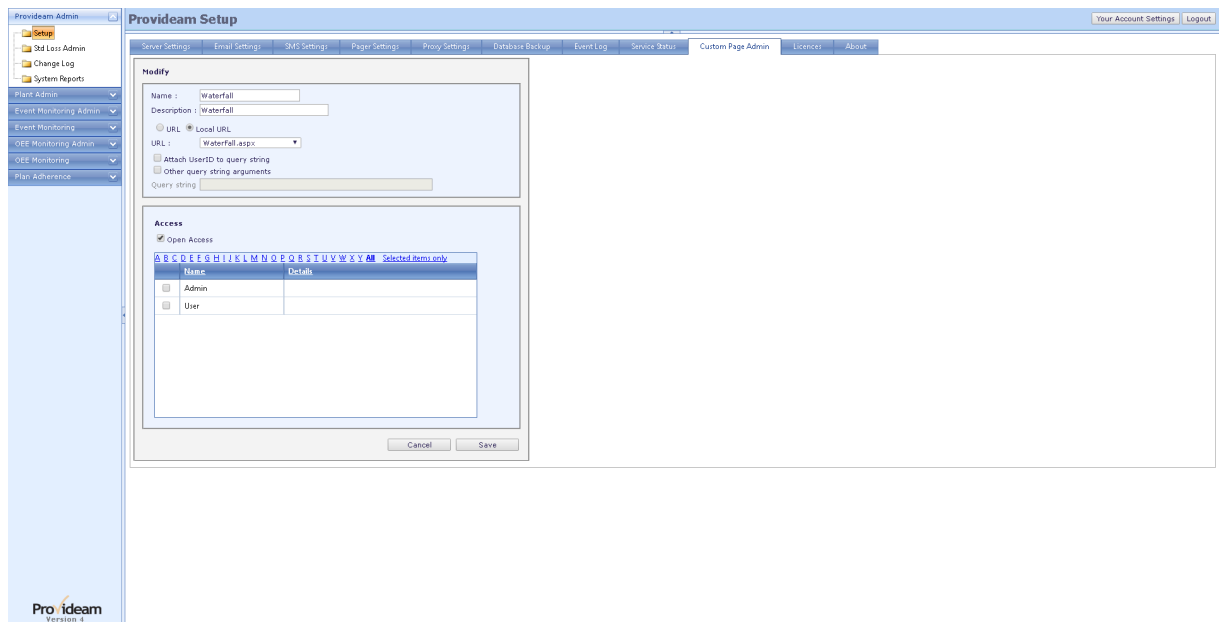 Provideam Admin
Setup
Std Loss Admin
Change Log
System Reports
Plant Admin
Event Monitoring Admin
Event Monitoring
OEE Monitoring Admin
OEE Monitoring
Plan Adherence
Provideam
Version 4
Provideam Setup
Your Account Settings Logout
Server Settings Email Settings SMS Settings Pager Settings Proxy Settings Database Backup Event Log Service Status Custom Page Admin Licences About
Modify
Name : Waterfall
Description : Waterfall
URL Local URL
URL : Waterfall.aspx
Attach UserID to query string
Other query string arguments
Query string
Access
Open Access
A B C D E F G H I J K L M N O P Q R S T U V W X Y All Selected items only
Name Details
Admin
User
Cancel Save